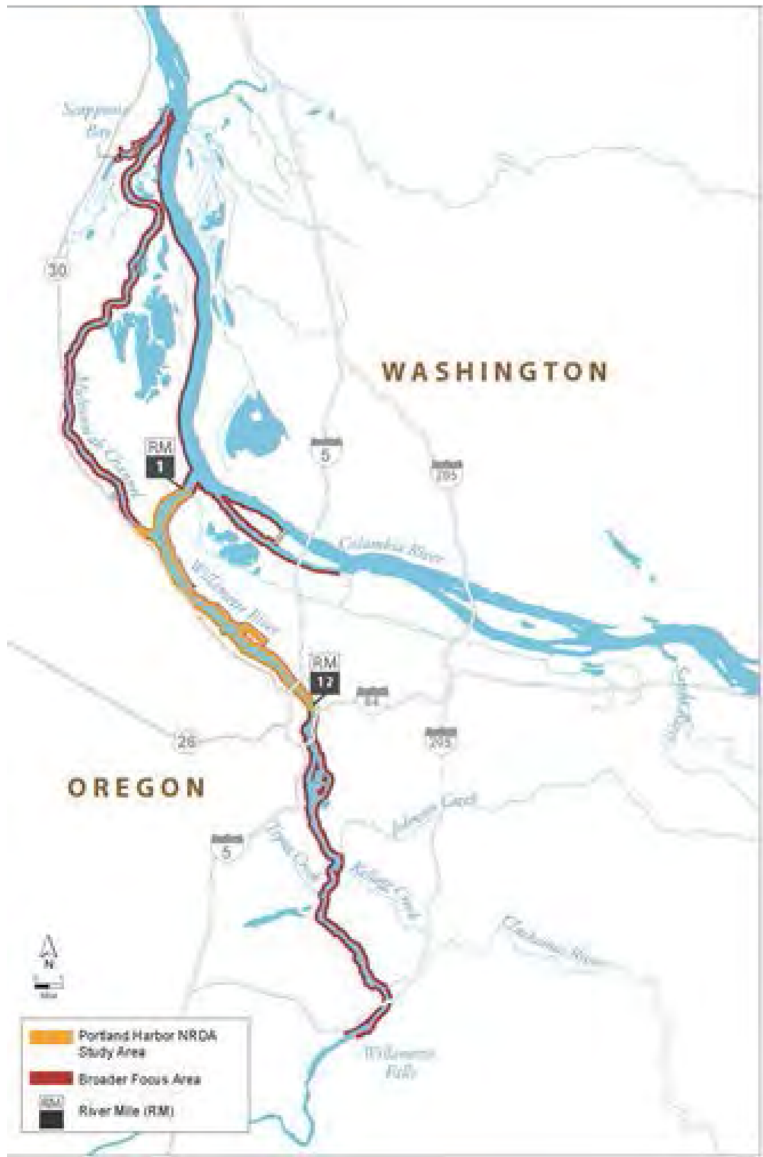 Scappoose
Bay
30
WASHINGTON
RM
1
5
205
Multnomah Channel
Columbia River
Willamette River
RM
12
84
26
205
Sandy River
OREGON
Johnson Creek
5
Tryon Creek
Kellogg Creek
Clackamas River
N
Willamette
Falls
Portland Harbor NRDA
Study Area
Broader Focus Area
RM
River Mile (RM)